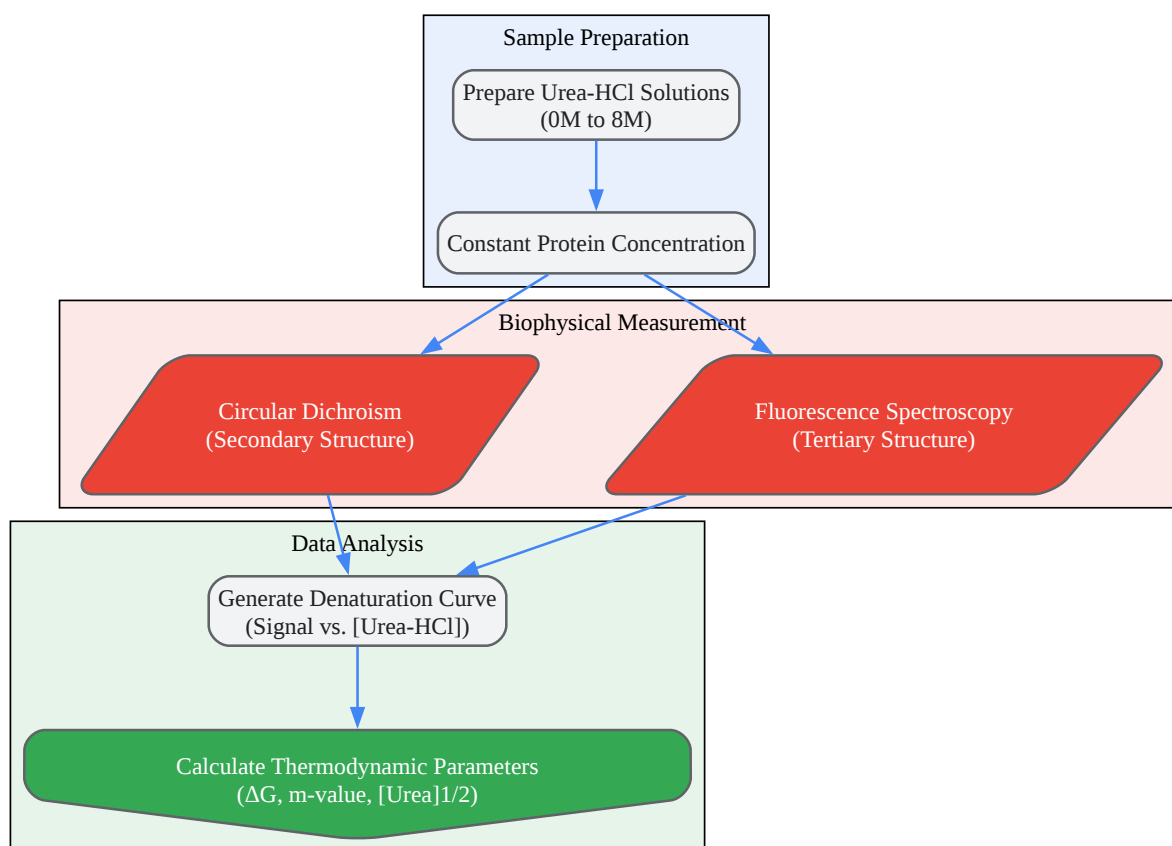 Sample Preparation
Prepare Urea-HCl Solutions
(0M to 8M)
Constant Protein Concentration
Biophysical Measurement
Circular Dichroism
(Secondary Structure)
Fluorescence Spectroscopy
(Tertiary Structure)
Data Analysis
Generate Denaturation Curve
(Signal vs. [Urea-HCl])
Calculate Thermodynamic Parameters
(ΔG, m-value, [Urea]1/2)